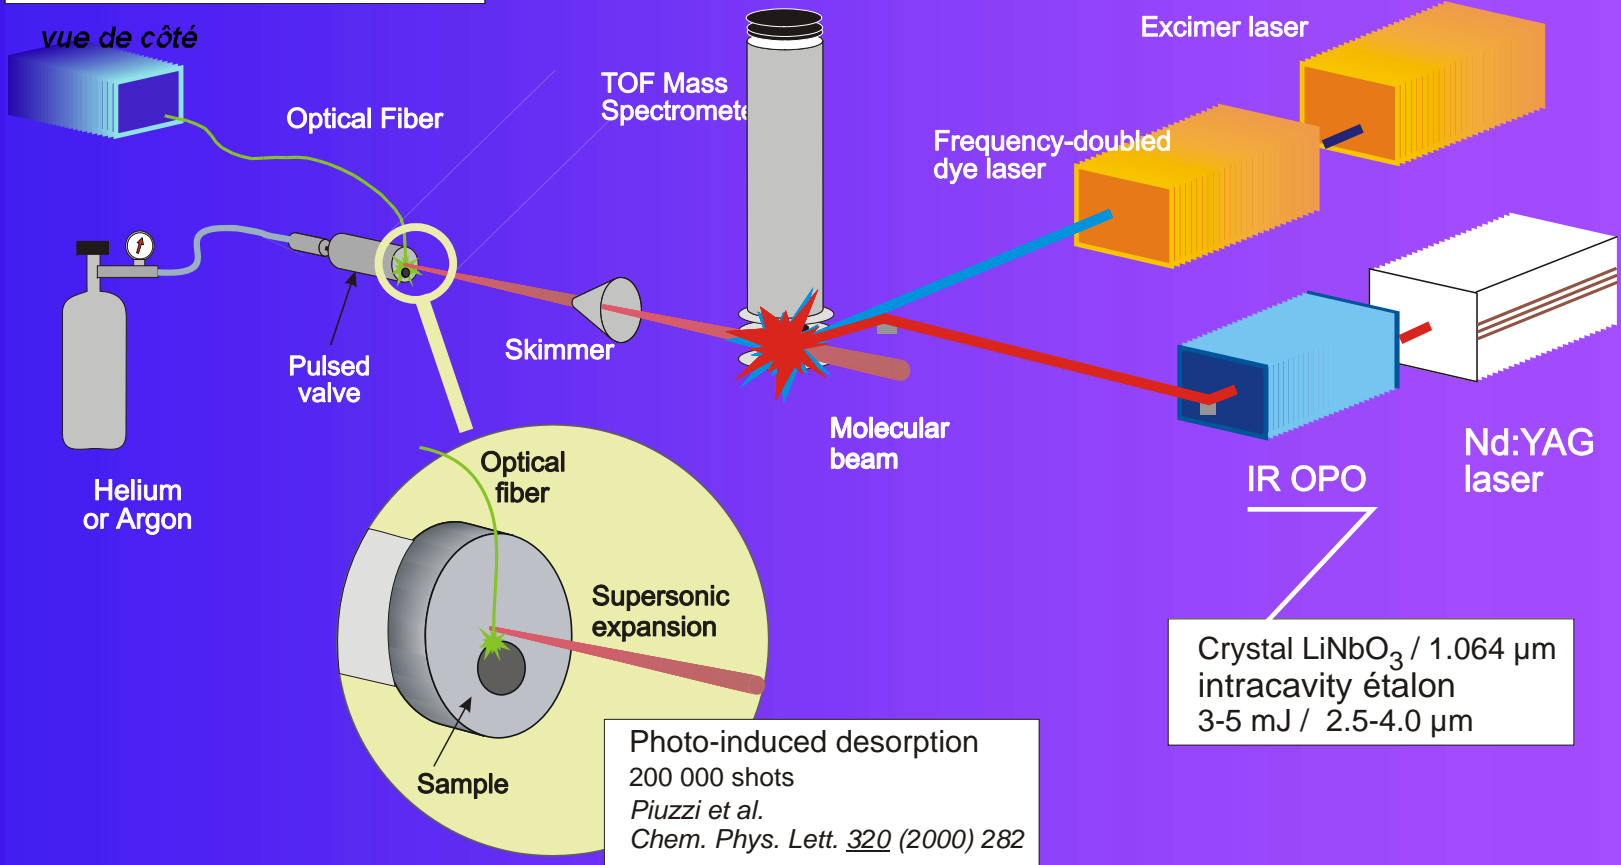 vue de côté
Optical Fiber
TOF Mass
Spectromete
Excimer laser
Frequency-doubled
dye laser
Pulsed
valve
Skimmer
Helium
or Argon
Molecular
beam
IR OPO
Nd:YAG
laser
Optical
fiber
Supersonic
expansion
Sample
Crystal LiNbO3 / 1.064 µm
intracavity étalon
3-5 mJ / 2.5-4.0 µm
Photo-induced desorption
200 000 shots
Piuzzi et al.
Chem. Phys. Lett. 320 (2000) 282